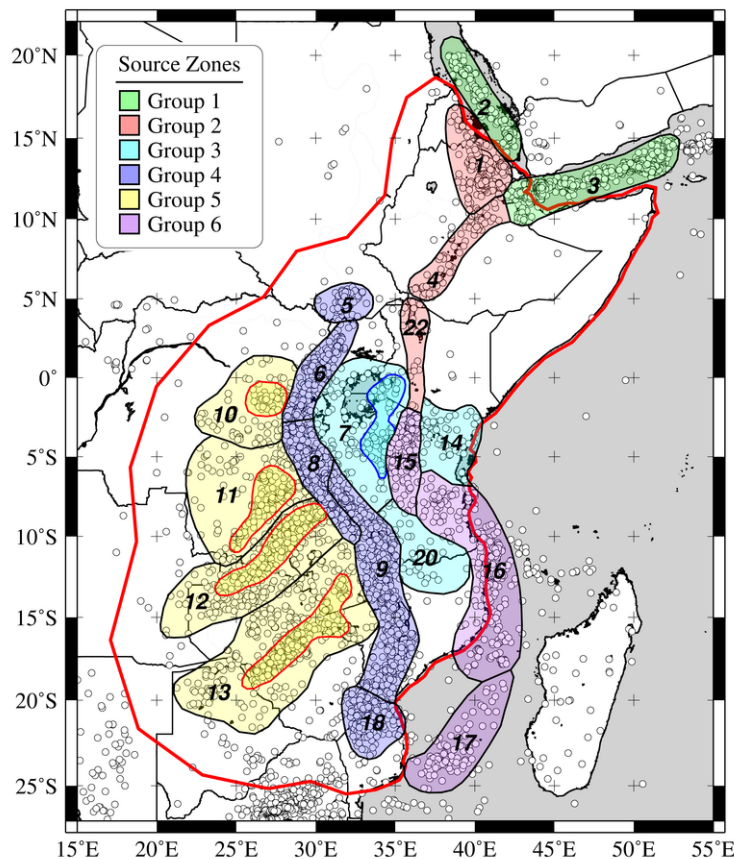 20°N
15°N
10°N
5°N
0°
5°S
10°S
15°S
20°S
25°S
Source Zones
Group 1
Group 2
Group 3
Group 4
Group 5
Group 6
2
1
3
4
5
22
6
10
7
14
8
15
11
9
20
16
12
13
18
17
15°E
20°E
25°E
30°E
35°E
40°E
45°E
50°E
55°E